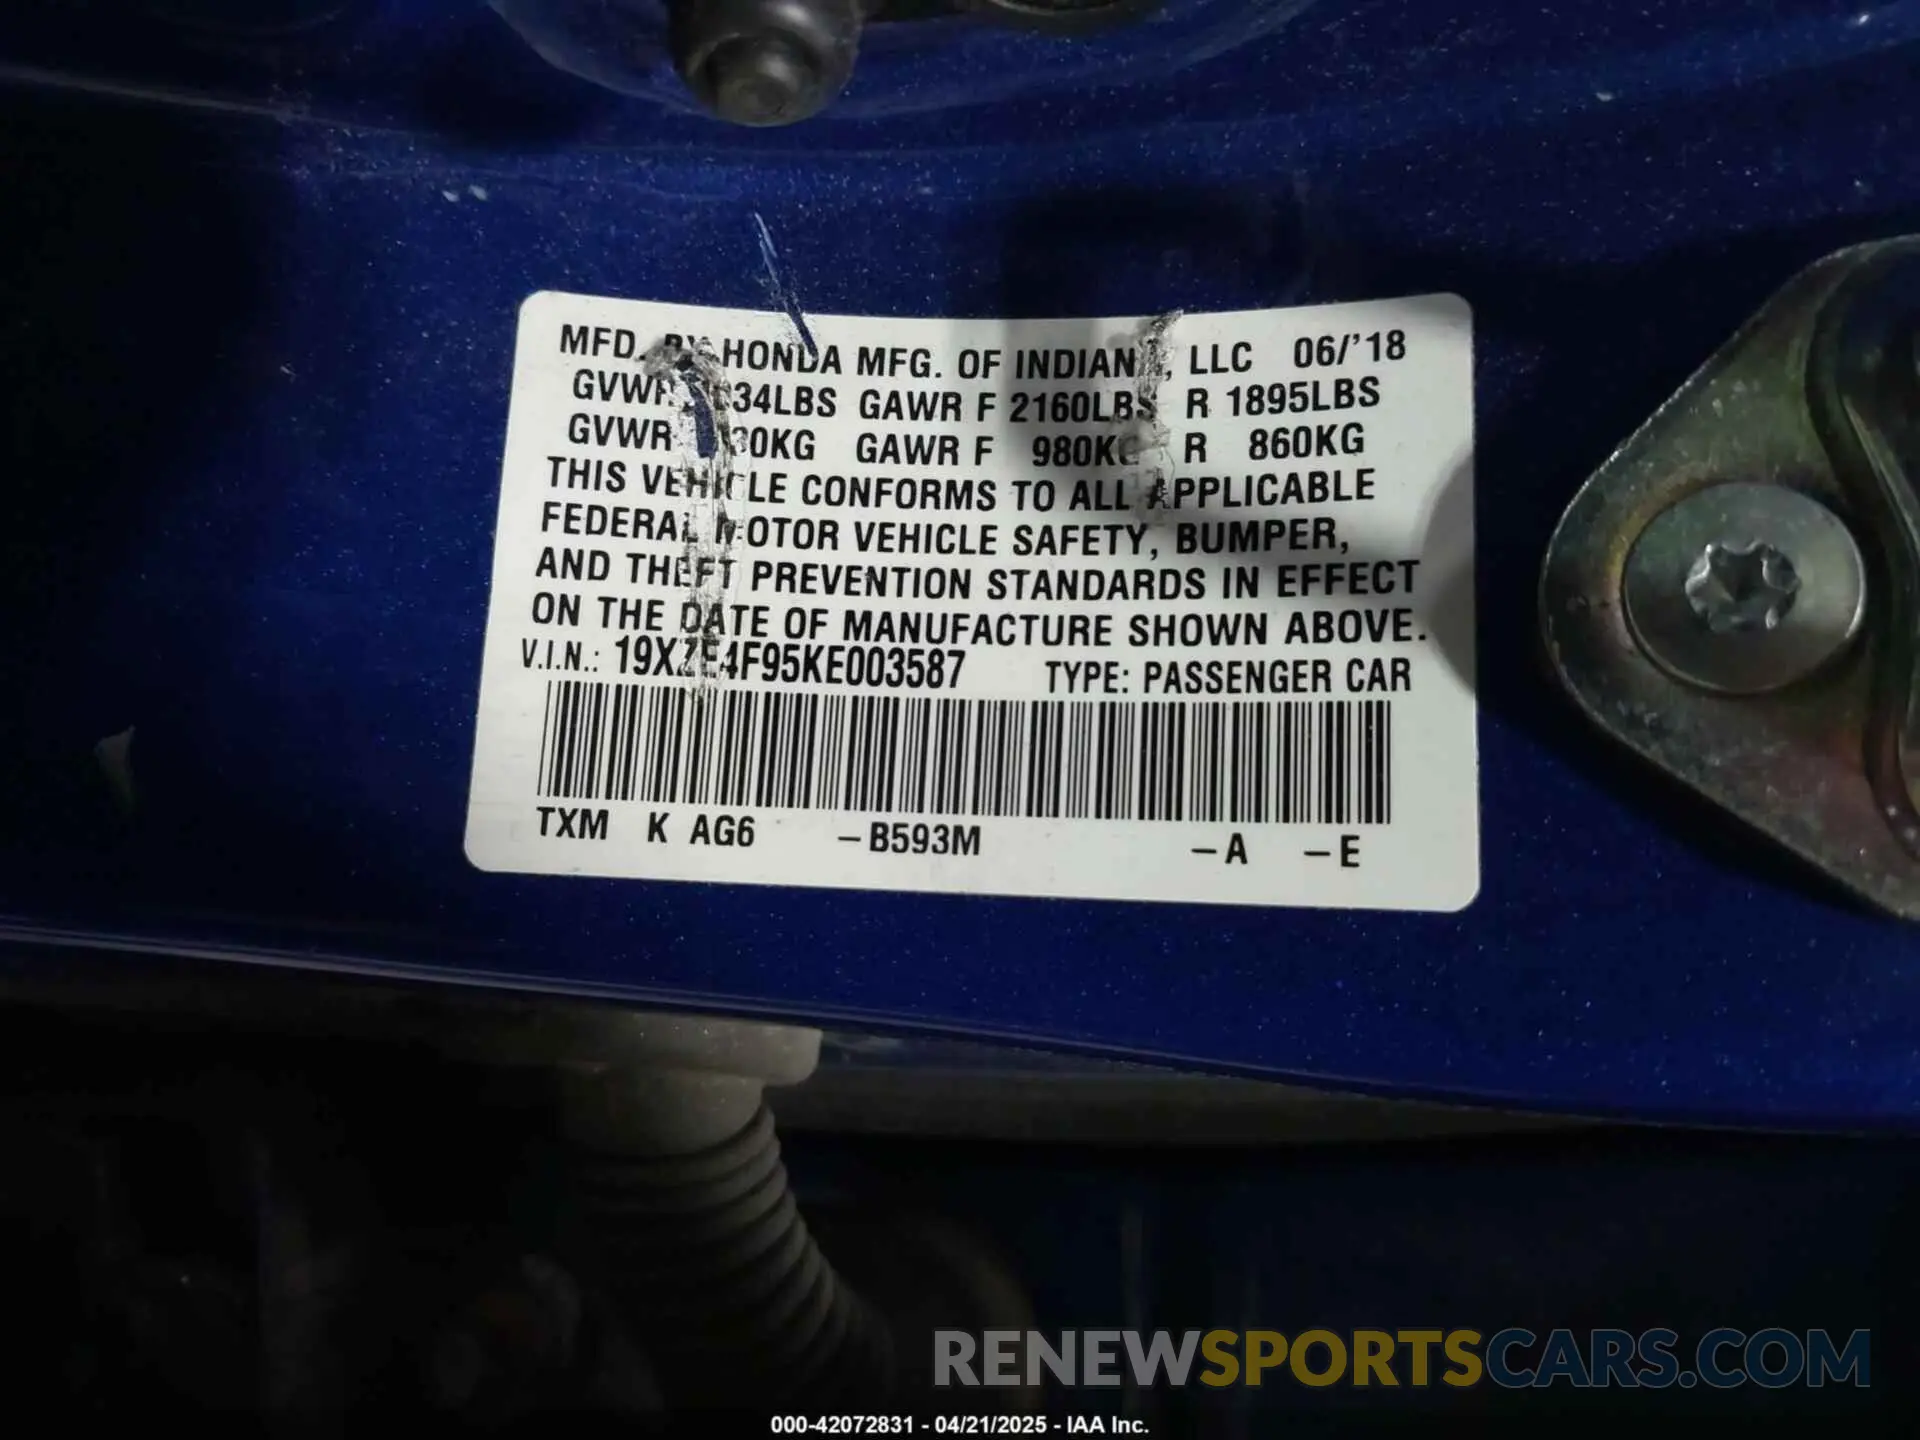 MFD. BY HONDA MFG. OF INDIANA, LLC 06/'18
GVWR LBS GAWR F 2160LBS R 1895LBS
GVWR KG GAWR F 980KG R 860KG
THIS VEHICLE CONFORMS TO ALL APPLICABLE
FEDERAL MOTOR VEHICLE SAFETY, BUMPER,
AND THEFT PREVENTION STANDARDS IN EFFECT
ON THE DATE OF MANUFACTURE SHOWN ABOVE.
V.I.N.: 19XZE4F95KE003587 TYPE: PASSENGER CAR
TXM K AG6 –B593M –A –E
RENEWSPORTSCARS.COM
000-42072831 - 04/21/2025 - IAA Inc.